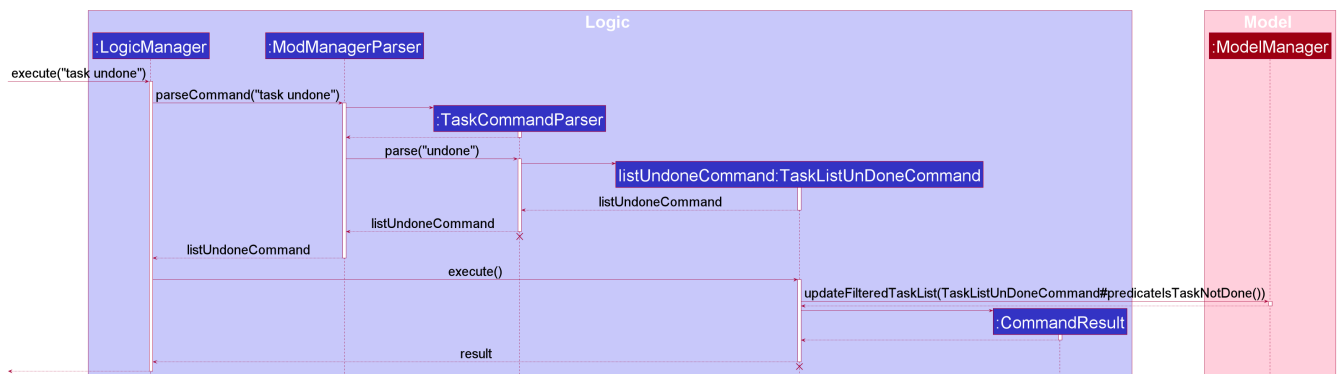 Logic
Model
:LogicManager
:ModManagerParser
:ModelManager
execute("task undone")
parseCommand("task undone")
:TaskCommandParser
parse("undone")
listUndoneCommand:TaskListUnDoneCommand
listUndoneCommand
listUndoneCommand
listUndoneCommand
execute()
updateFilteredTaskList(TaskListUnDoneCommand#predicateIsTaskNotDone())
:CommandResult
result